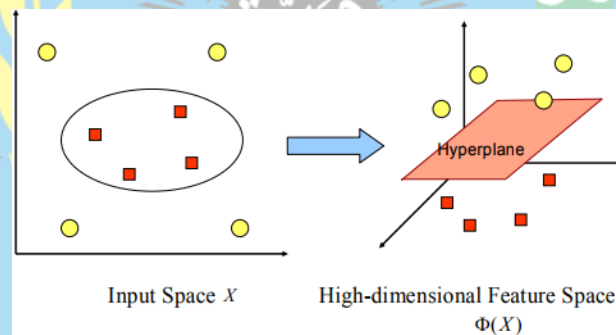 Hyperplane
Input Space X
High-dimensional Feature Space
Φ(X)